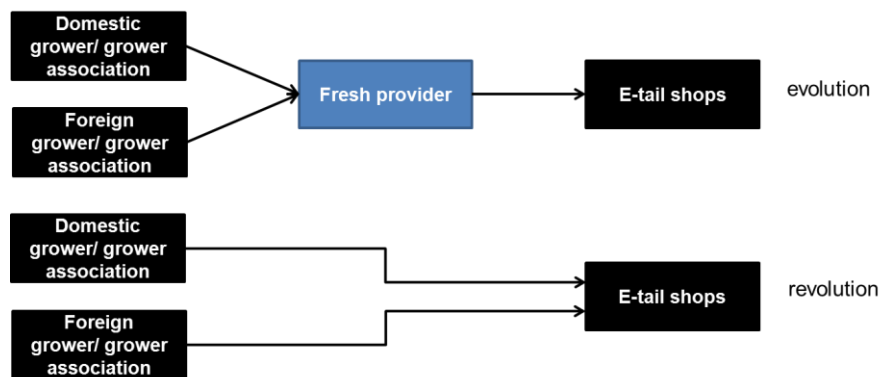 Domestic
grower/ grower
association
Fresh provider
E-tail shops
evolution
Foreign
grower/ grower
association
Domestic
grower/ grower
association
E-tail shops
revolution
Foreign
grower/ grower
association